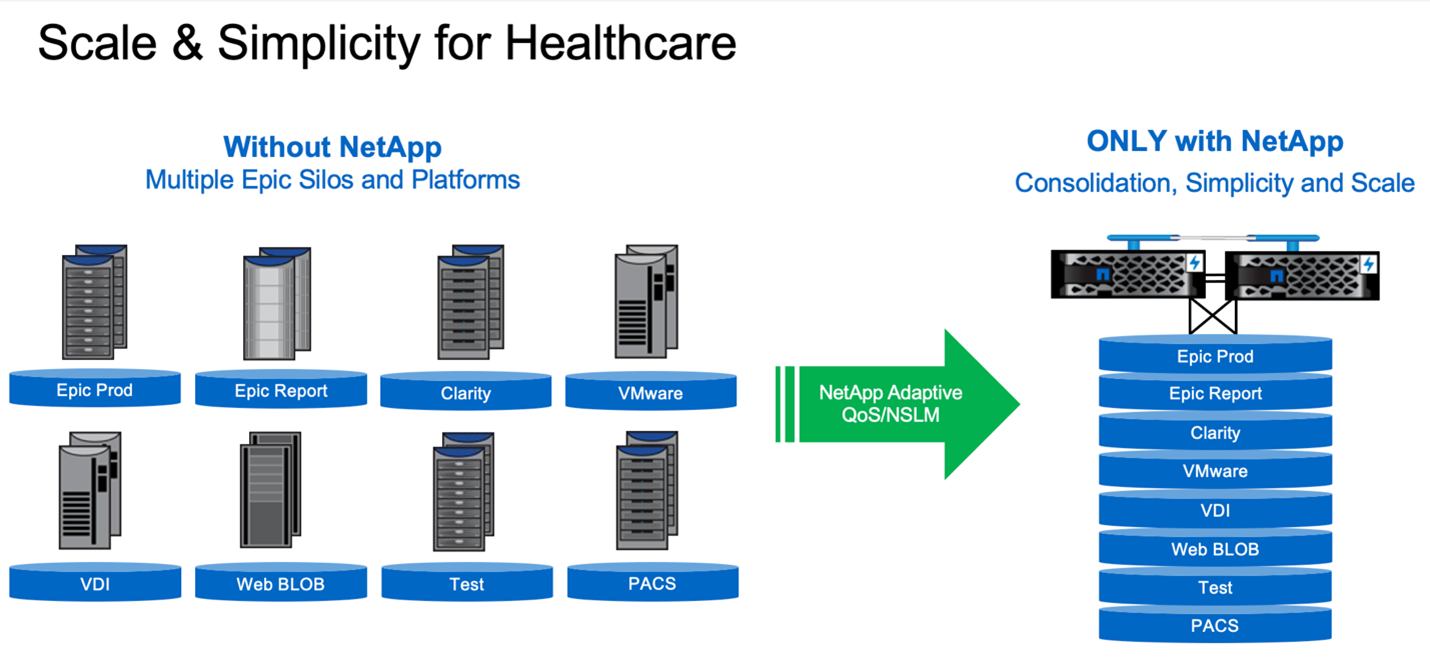 Scale & Simplicity for Healthcare
Without NetApp
Multiple Epic Silos and Platforms
Epic Prod
Epic Report
Clarity
VMware
VDI
Web BLOB
Test
PACS
NetApp Adaptive
QoS/NSLM
ONLY with NetApp
Consolidation, Simplicity and Scale
Epic Prod
Epic Report
Clarity
VMware
VDI
Web BLOB
Test
PACS